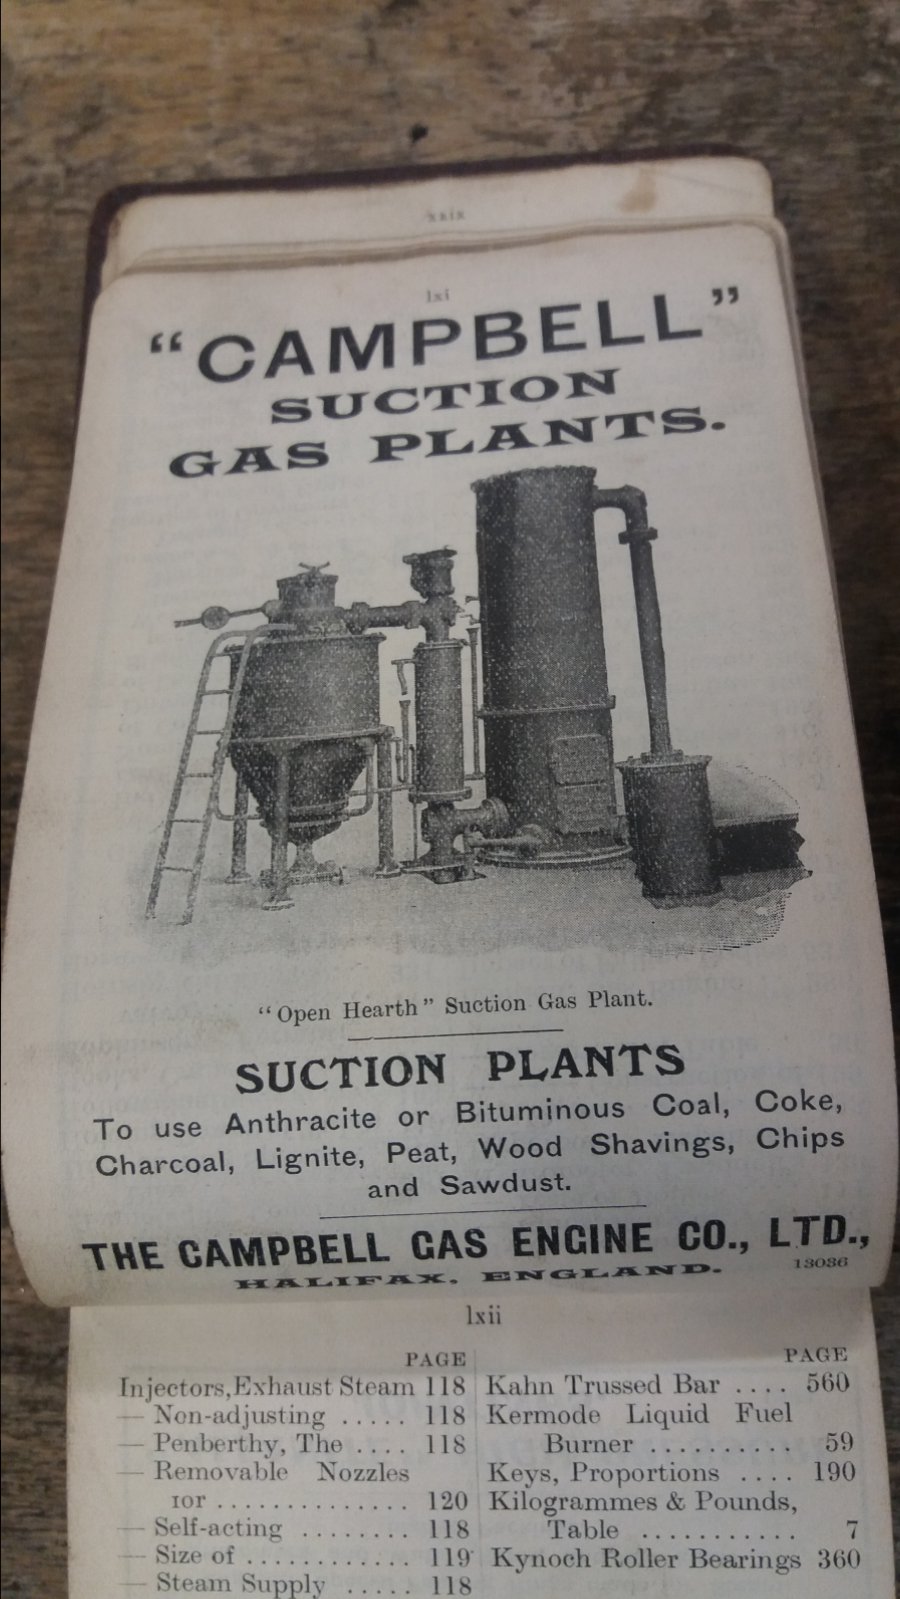 xxix
lxi
“CAMPBELL”
SUCTION
GAS PLANTS.
“Open Hearth” Suction Gas Plant.
SUCTION PLANTS
To use Anthracite or Bituminous Coal, Coke,
Charcoal, Lignite, Peat, Wood Shavings, Chips
and Sawdust.
THE CAMPBELL GAS ENGINE CO., LTD.,
HALIFAX, ENGLAND.
13036
lxii
PAGE
Injectors, Exhaust Steam 118
— Non-adjusting ..... 118
— Penberthy, The .... 118
— Removable Nozzles
for .............. 120
— Self-acting ........ 118
— Size of ............ 119
— Steam Supply ..... 118
PAGE
Kahn Trussed Bar .... 560
Kermode Liquid Fuel
Burner .......... 59
Keys, Proportions .... 190
Kilogrammes & Pounds,
Table ........... 7
Kynoch Roller Bearings 360